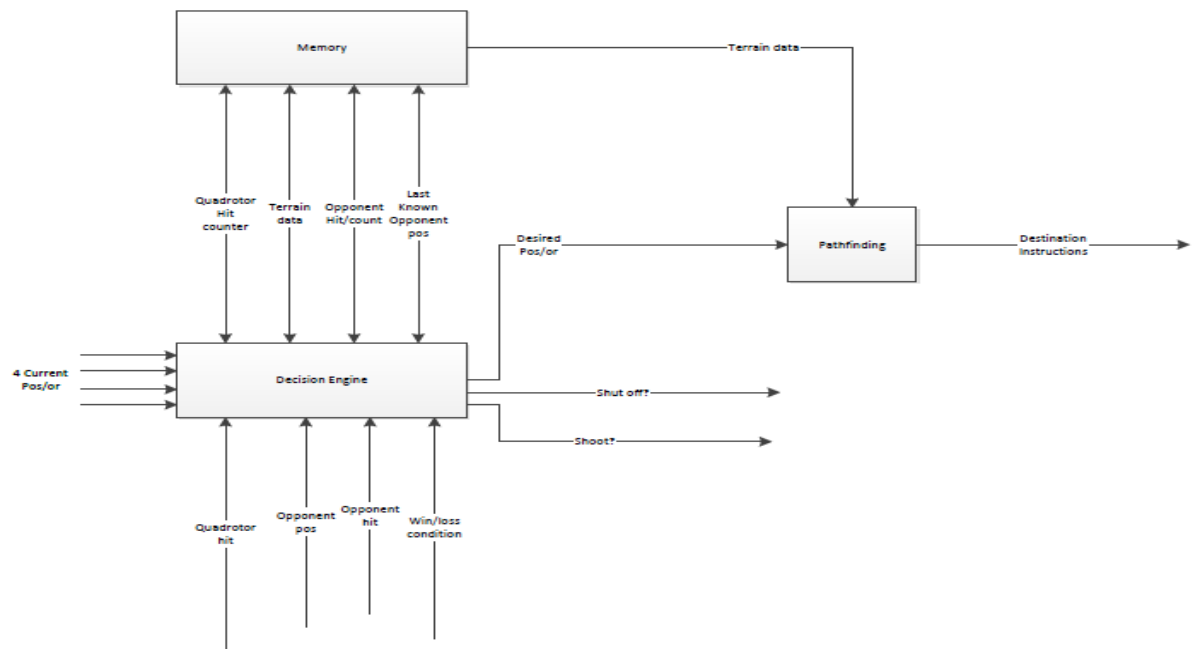 Memory
Terrain data
Quadrotor
Hit
counter
Terrain
data
Opponent
Hit/count
Last
Known
Opponent
pos
Desired
Pos/or
Pathfinding
Destination
Instructions
4 Current
Pos/or
Decision Engine
Shut off?
Shoot?
Quadrotor
hit
Opponent
pos
Opponent
hit
Win/loss
condition